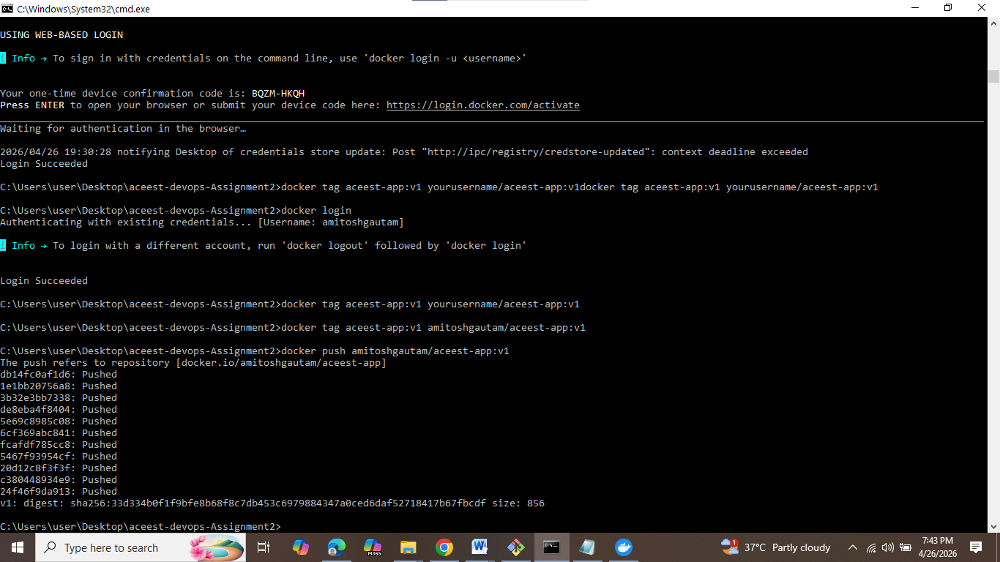 C:\Windows\System32\cmd.exe
USING WEB-BASED LOGIN
i Info → To sign in with credentials on the command line, use 'docker login -u <username>'
Your one-time device confirmation code is: BQZM-HKQH
Press ENTER to open your browser or submit your device code here: https://login.docker.com/activate
Waiting for authentication in the browser…
2026/04/26 19:30:28 notifying Desktop of credentials store update: Post "http://ipc/registry/credstore-updated": context deadline exceeded
Login Succeeded
C:\Users\user\Desktop\aceest-devops-Assignment2>docker tag aceest-app:v1 yourusername/aceest-app:v1docker tag aceest-app:v1 yourusername/aceest-app:v1
C:\Users\user\Desktop\aceest-devops-Assignment2>docker login
Authenticating with existing credentials... [Username: amitoshgautam]
i Info → To login with a different account, run 'docker logout' followed by 'docker login'
Login Succeeded
C:\Users\user\Desktop\aceest-devops-Assignment2>docker tag aceest-app:v1 yourusername/aceest-app:v1
C:\Users\user\Desktop\aceest-devops-Assignment2>docker tag aceest-app:v1 amitoshgautam/aceest-app:v1
C:\Users\user\Desktop\aceest-devops-Assignment2>docker push amitoshgautam/aceest-app:v1
The push refers to repository [docker.io/amitoshgautam/aceest-app]
db14fc0af1d6: Pushed
1e1bb20756a8: Pushed
3b32e3bb7338: Pushed
de8eba4f8404: Pushed
5e69c8985c08: Pushed
6cf369abc841: Pushed
fcafdf785cc8: Pushed
5467f93954cf: Pushed
20d12c8f3f3f: Pushed
c380448934e9: Pushed
24f46f9da913: Pushed
v1: digest: sha256:33d334b0f1f9bfe8b68f8c7db453c6979884347a0ced6daf52718417b67fbcdf size: 856
C:\Users\user\Desktop\aceest-devops-Assignment2>
Type here to search
M365
1
37°C Partly cloudy
7:43 PM
4/26/2026